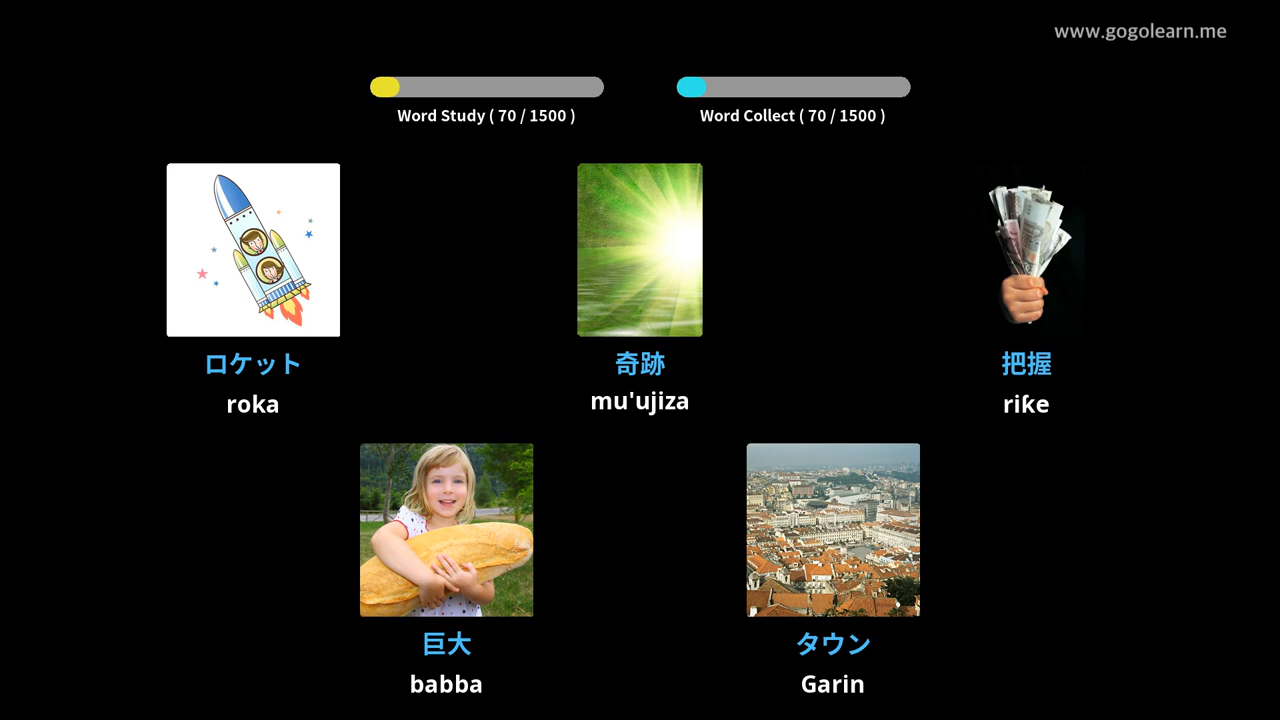 www.gogolearn.me
Word Study ( 70 / 1500 )
Word Collect ( 70 / 1500 )
ロケット
roka
奇跡
mu'ujiza
把握
riƙe
巨大
babba
タウン
Garin